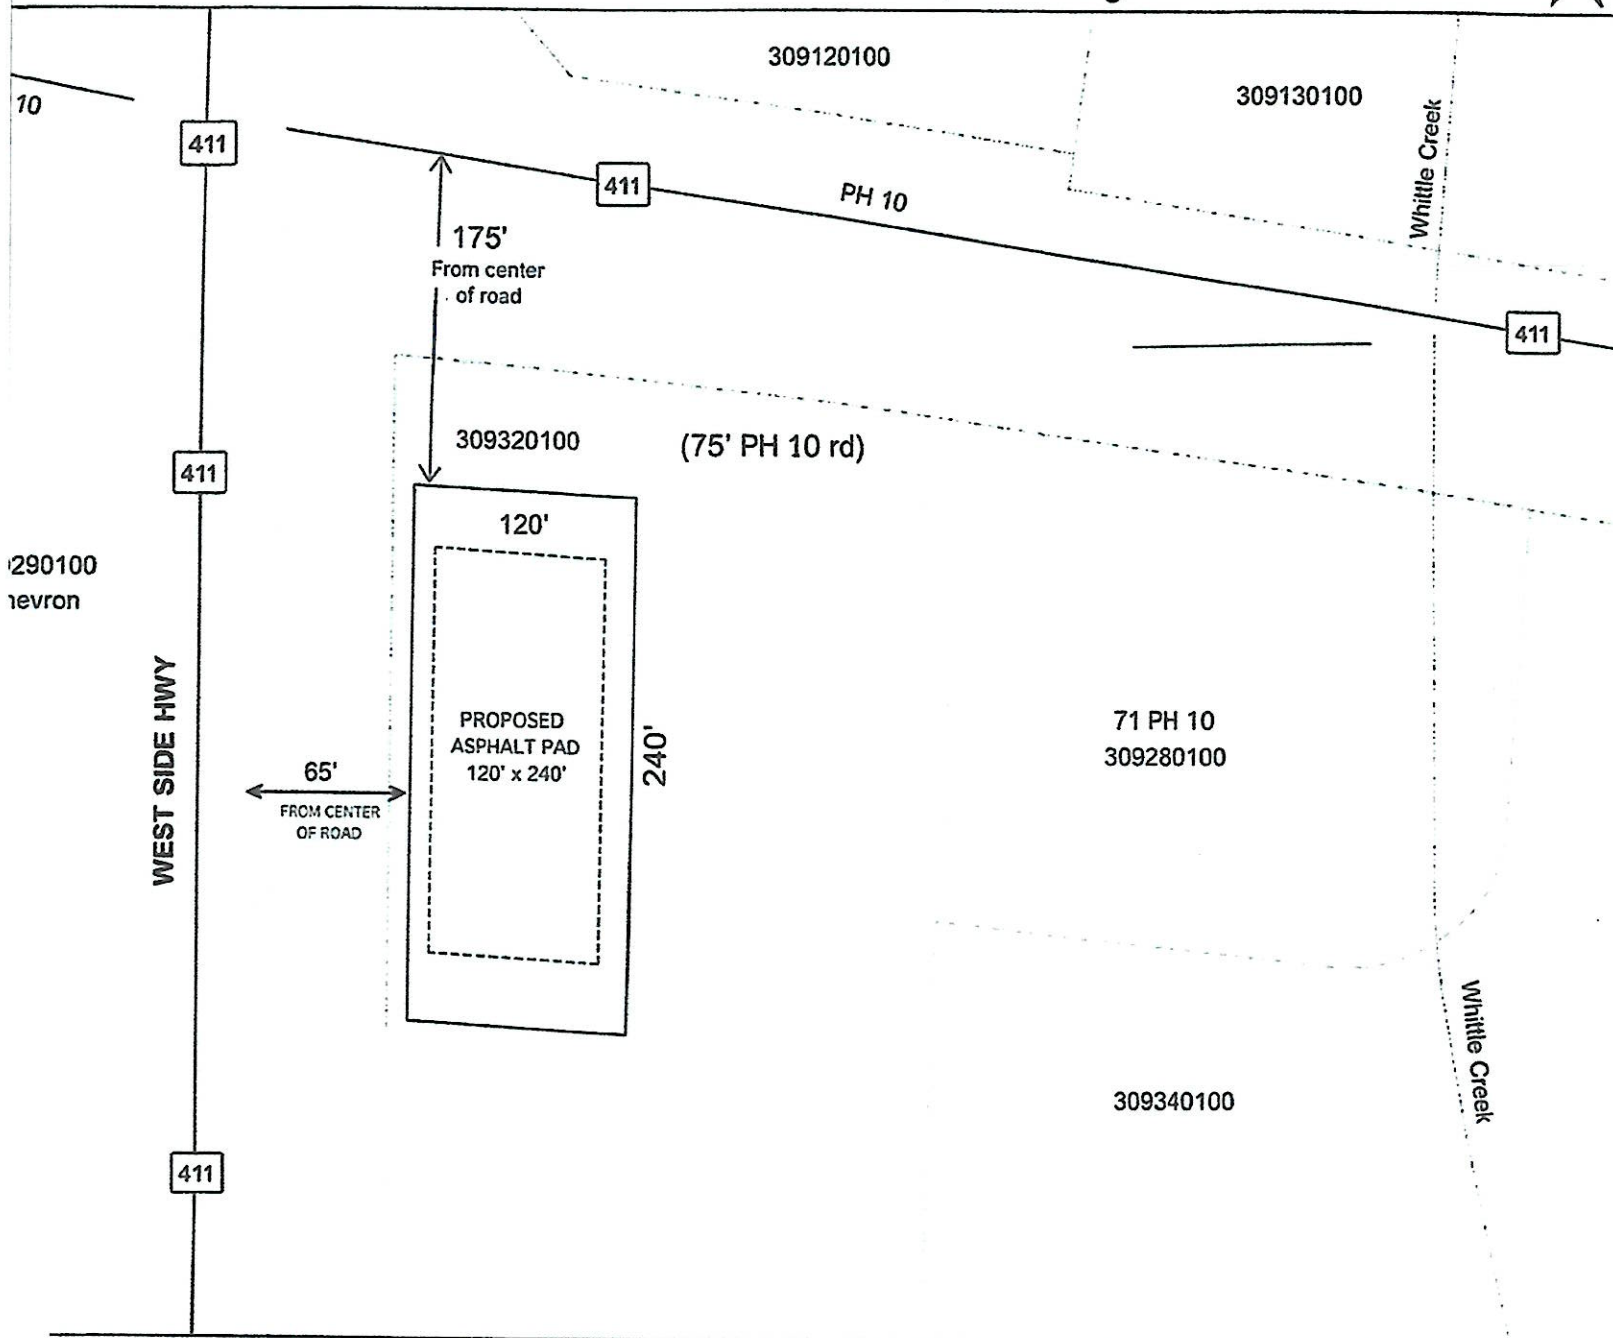 309120100
309130100
10
411
411
PH 10
Whittle Creek
175'
From center
of road
411
309320100
(75' PH 10 rd)
411
120'
290100
evron
PROPOSED
ASPHALT PAD
120' x 240'
240'
WEST SIDE HWY
65'
FROM CENTER
OF ROAD
71 PH 10
309280100
Whittle Creek
309340100
411